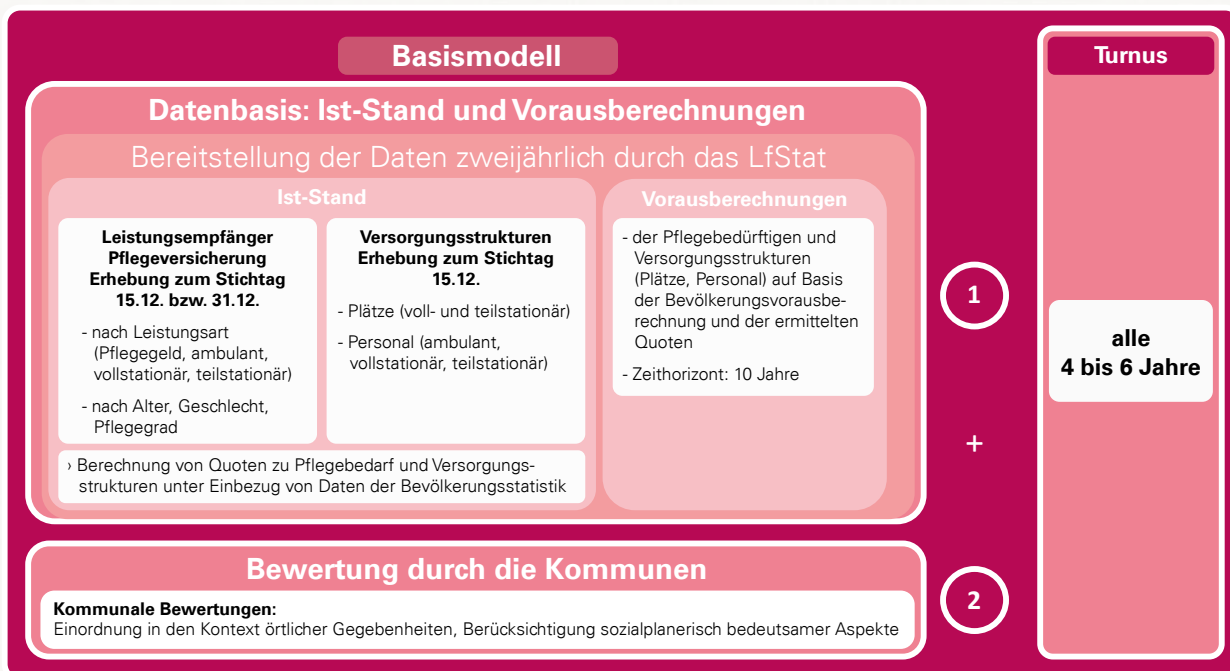 Basismodell
Datenbasis: Ist-Stand und Vorausberechnungen
Bereitstellung der Daten zweijährlich durch das LfStat
Ist-Stand
Leistungsempfänger
Pflegeversicherung
Erhebung zum Stichtag
15.12. bzw. 31.12.
- nach Leistungsart
(Pflegegeld, ambulant,
vollstationär, teilstationär)
- nach Alter, Geschlecht,
Pflegegrad
Versorgungsstrukturen
Erhebung zum Stichtag
15.12.
- Plätze (voll- und teilstationär)
- Personal (ambulant,
vollstationär, teilstationär)
› Berechnung von Quoten zu Pflegebedarf und Versorgungs-
strukturen unter Einbezug von Daten der Bevölkerungsstatistik
Vorausberechnungen
- der Pflegebedürftigen und
Versorgungsstrukturen
(Plätze, Personal) auf Basis
der Bevölkerungsvorausbe-
rechnung und der ermittelten
Quoten
- Zeithorizont: 10 Jahre
1
+
Bewertung durch die Kommunen
Kommunale Bewertungen:
Einordnung in den Kontext örtlicher Gegebenheiten, Berücksichtigung sozialplanerisch bedeutsamer Aspekte
2
Turnus
alle
4 bis 6 Jahre